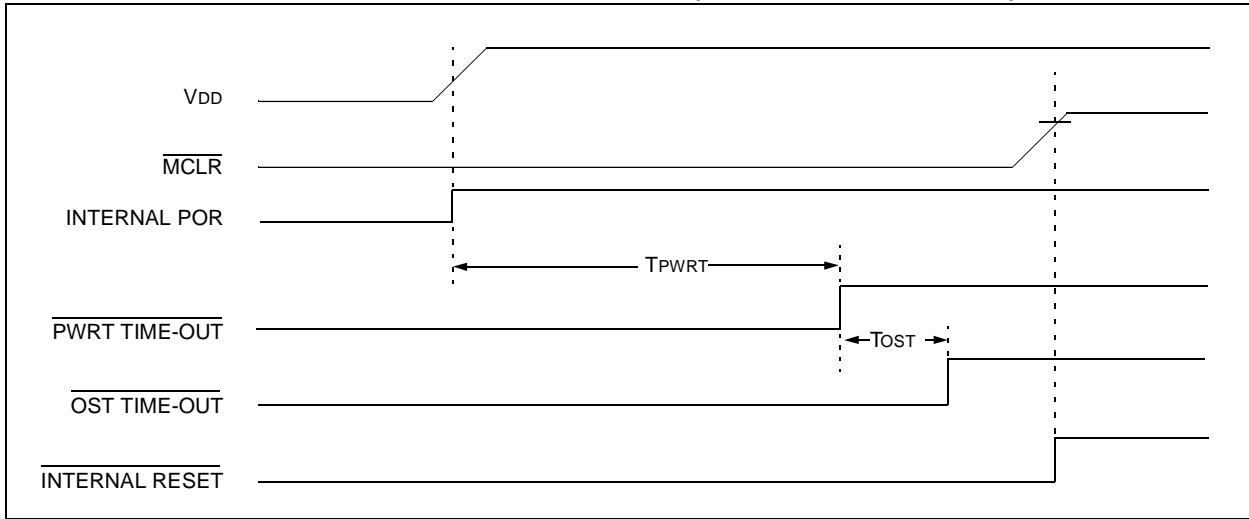 VDD
MCLR
INTERNAL POR
TPWRT
PWRT TIME-OUT
TOST
OST TIME-OUT
INTERNAL RESET